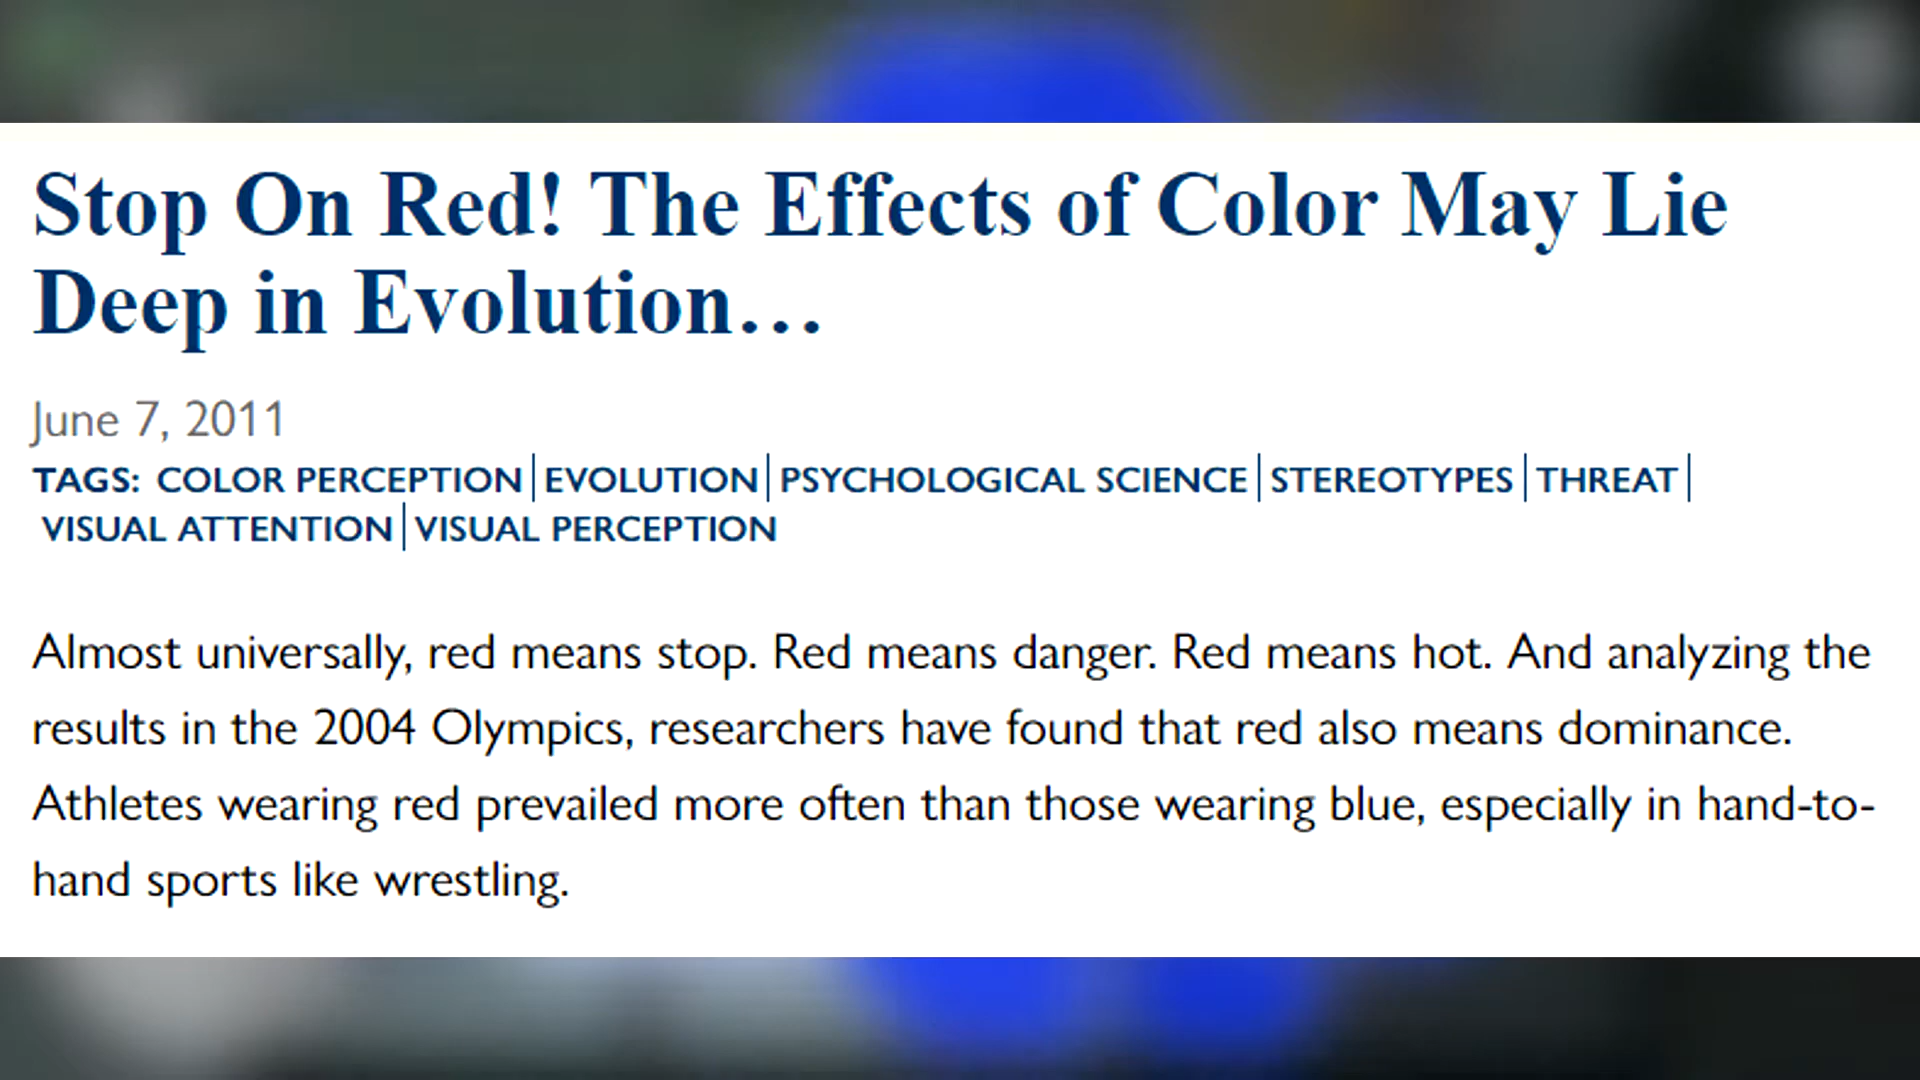 Stop On Red! The Effects of Color May Lie
Deep in Evolution…
June 7, 2011
TAGS: COLOR PERCEPTION | EVOLUTION | PSYCHOLOGICAL SCIENCE | STEREOTYPES | THREAT |
VISUAL ATTENTION | VISUAL PERCEPTION
Almost universally, red means stop. Red means danger. Red means hot. And analyzing the
results in the 2004 Olympics, researchers have found that red also means dominance.
Athletes wearing red prevailed more often than those wearing blue, especially in hand-to-
hand sports like wrestling.